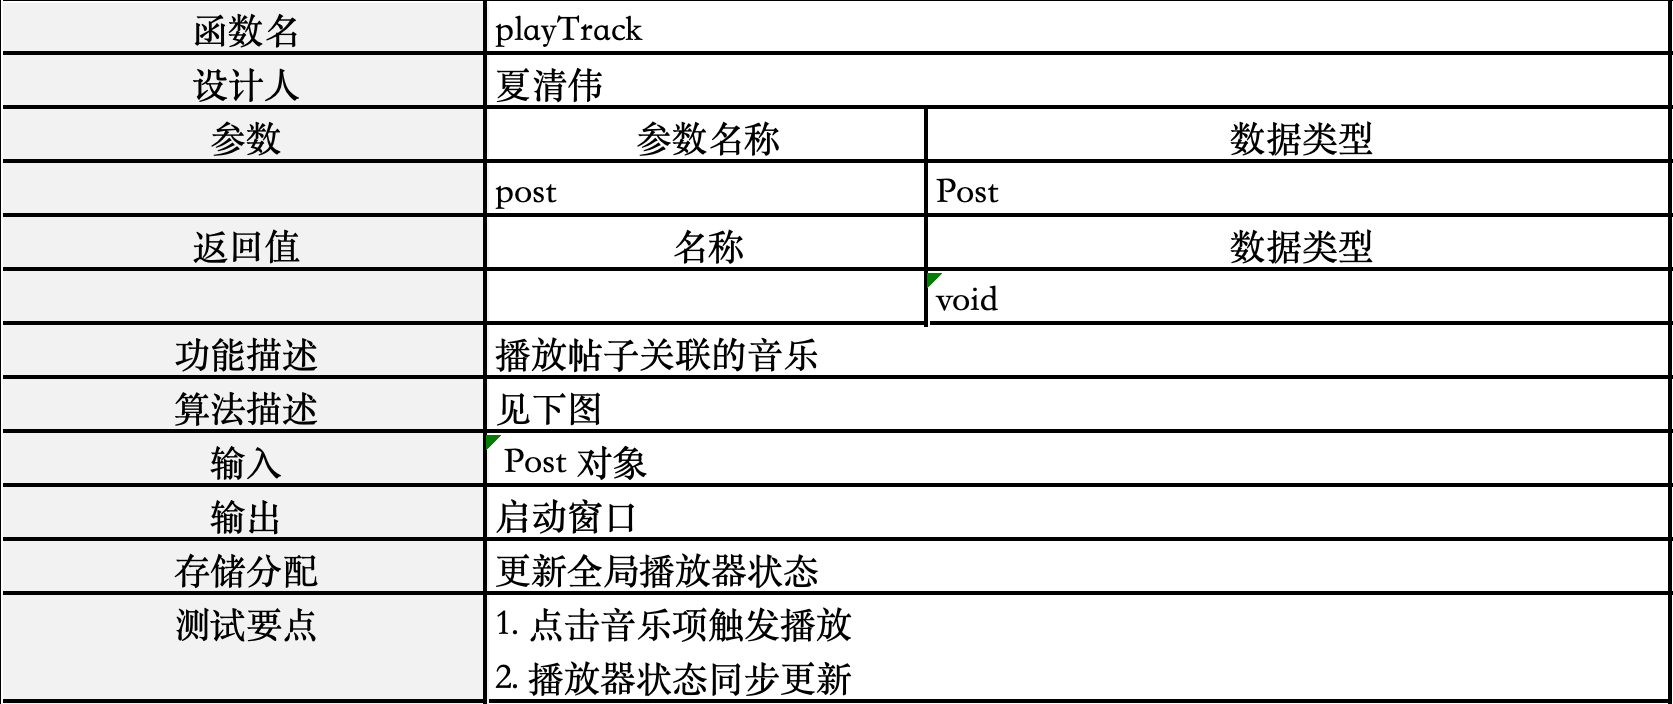 函数名 playTrack
设计人 夏清伟
参数 参数名称 数据类型
post Post
返回值 名称 数据类型
void
功能描述 播放帖子关联的音乐
算法描述 见下图
输入 Post 对象
输出 启动窗口
存储分配 更新全局播放器状态
测试要点 1. 点击音乐项触发播放
2. 播放器状态同步更新